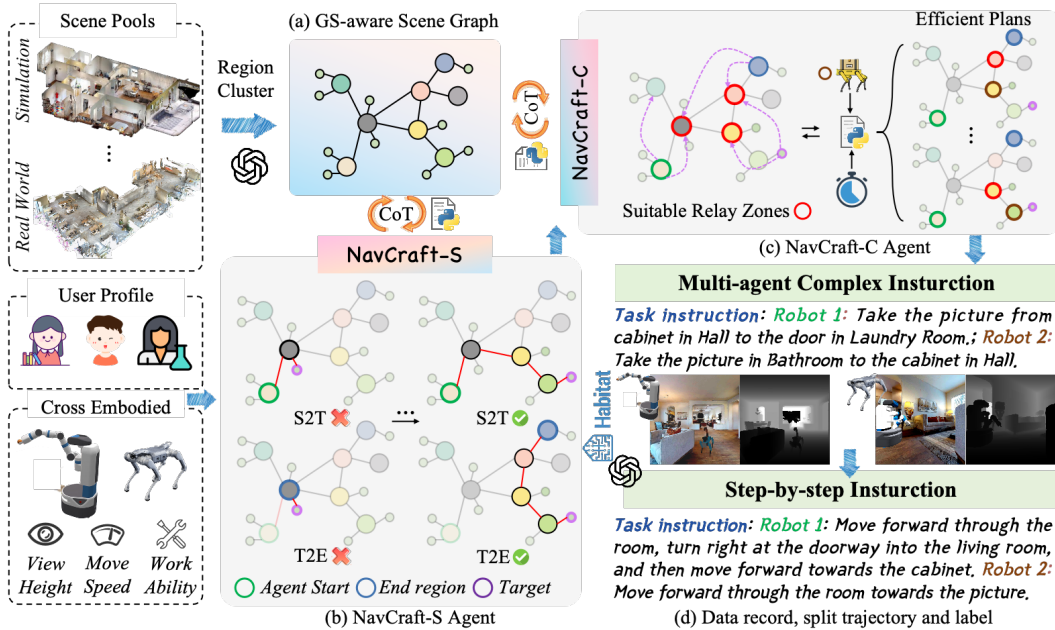 Scene Pools
Simulation
Real World
User Profile
Cross Embodied
View
Height
Move
Speed
Work
Ability
Region
Cluster
(a) GS-aware Scene Graph
CoT
CoT
NavCraft-S
S2T
S2T
T2E
T2E
Agent Start
End region
Target
(b) NavCraft-S Agent
NavCraft-C
Efficient Plans
Suitable Relay Zones
(c) NavCraft-C Agent
Multi-agent Complex Insturction
Task instruction: Robot 1: Take the picture from
cabinet in Hall to the door in Laundry Room.; Robot 2:
Take the picture in Bathroom to the cabinet in Hall.
Habitat
Step-by-step Insturction
Task instruction: Robot 1: Move forward through the
room, turn right at the doorway into the living room,
and then move forward towards the cabinet. Robot 2:
Move forward through the room towards the picture.
(d) Data record, split trajectory and label